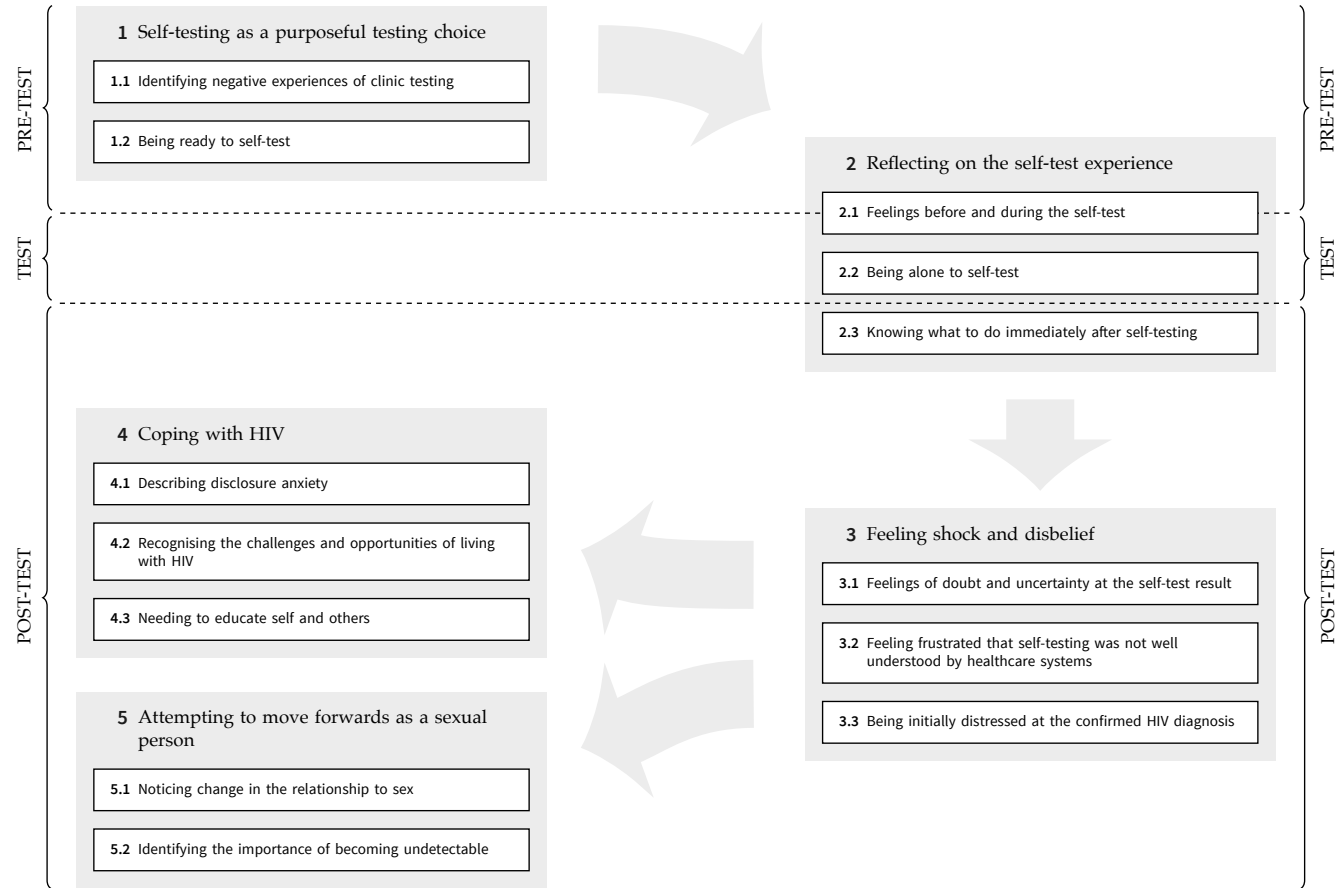 PRE-TEST
TEST
POST-TEST
1 Self-testing as a purposeful testing choice
1.1 Identifying negative experiences of clinic testing
1.2 Being ready to self-test
2 Reflecting on the self-test experience
2.1 Feelings before and during the self-test
2.2 Being alone to self-test
2.3 Knowing what to do immediately after self-testing
3 Feeling shock and disbelief
3.1 Feelings of doubt and uncertainty at the self-test result
3.2 Feeling frustrated that self-testing was not well
understood by healthcare systems
3.3 Being initially distressed at the confirmed HIV diagnosis
4 Coping with HIV
4.1 Describing disclosure anxiety
4.2 Recognising the challenges and opportunities of living
with HIV
4.3 Needing to educate self and others
5 Attempting to move forwards as a sexual
person
5.1 Noticing change in the relationship to sex
5.2 Identifying the importance of becoming undetectable
PRE-TEST
TEST
POST-TEST